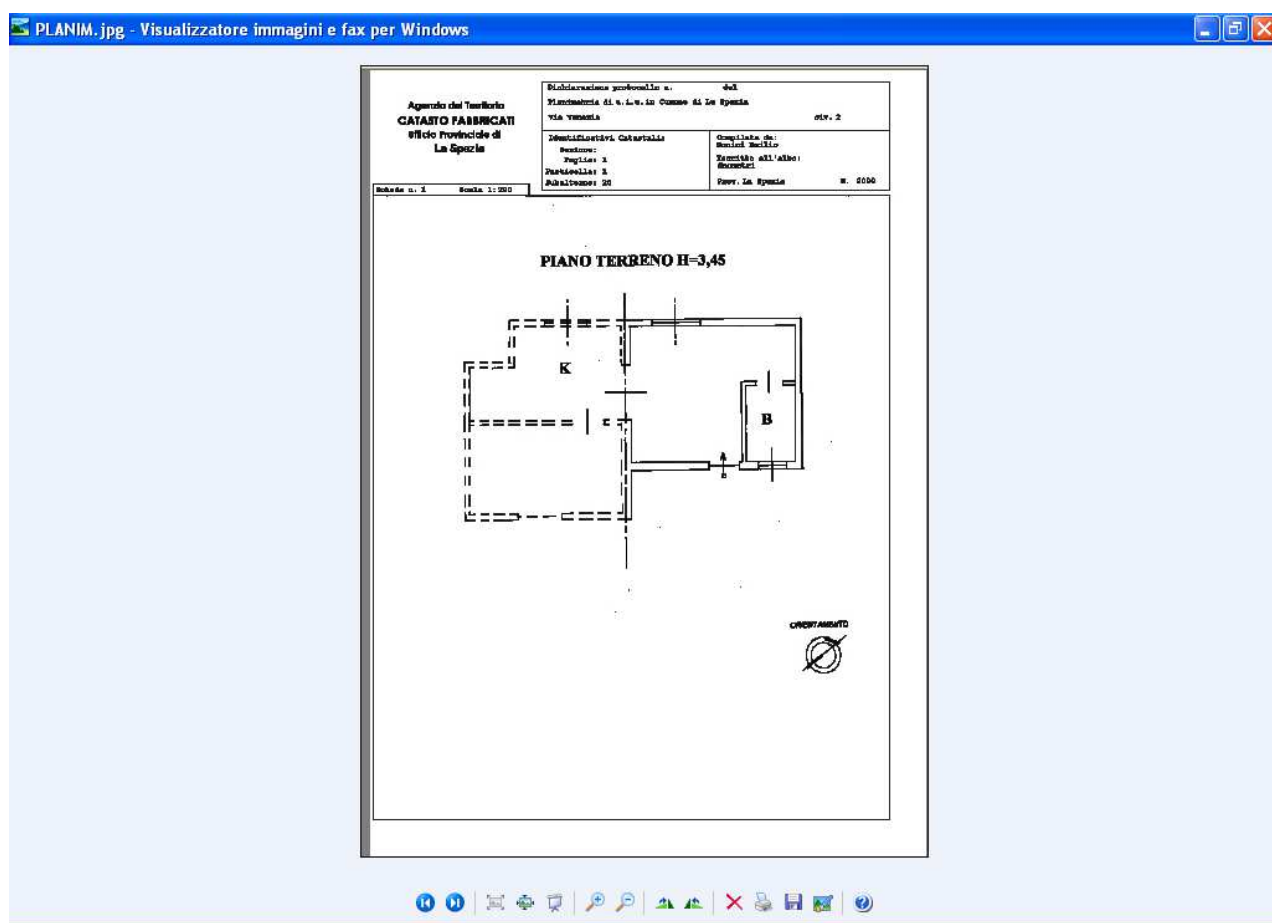 PLANIM.jpg - Visualizzatore immagini e fax per Windows
Agenzia del Territorio
CATASTO FABBRICATI
Ufficio Provinciale di
La Spezia
Scheda n. 1 Scala 1:200
Dichiarazione protocollo n. del
Planimetria di u.i.u. in Comune di La Spezia
Via Venezia civ. 2
Identificativi Catastali:
Sezione:
Foglio: 1
Particella: 1
Subalterno: 20
Compilata da:
Iscritto all'albo:
Geometri
Prov. La Spezia N.
PIANO TERRENO H=3,45
K
B
ORIENTAMENTO